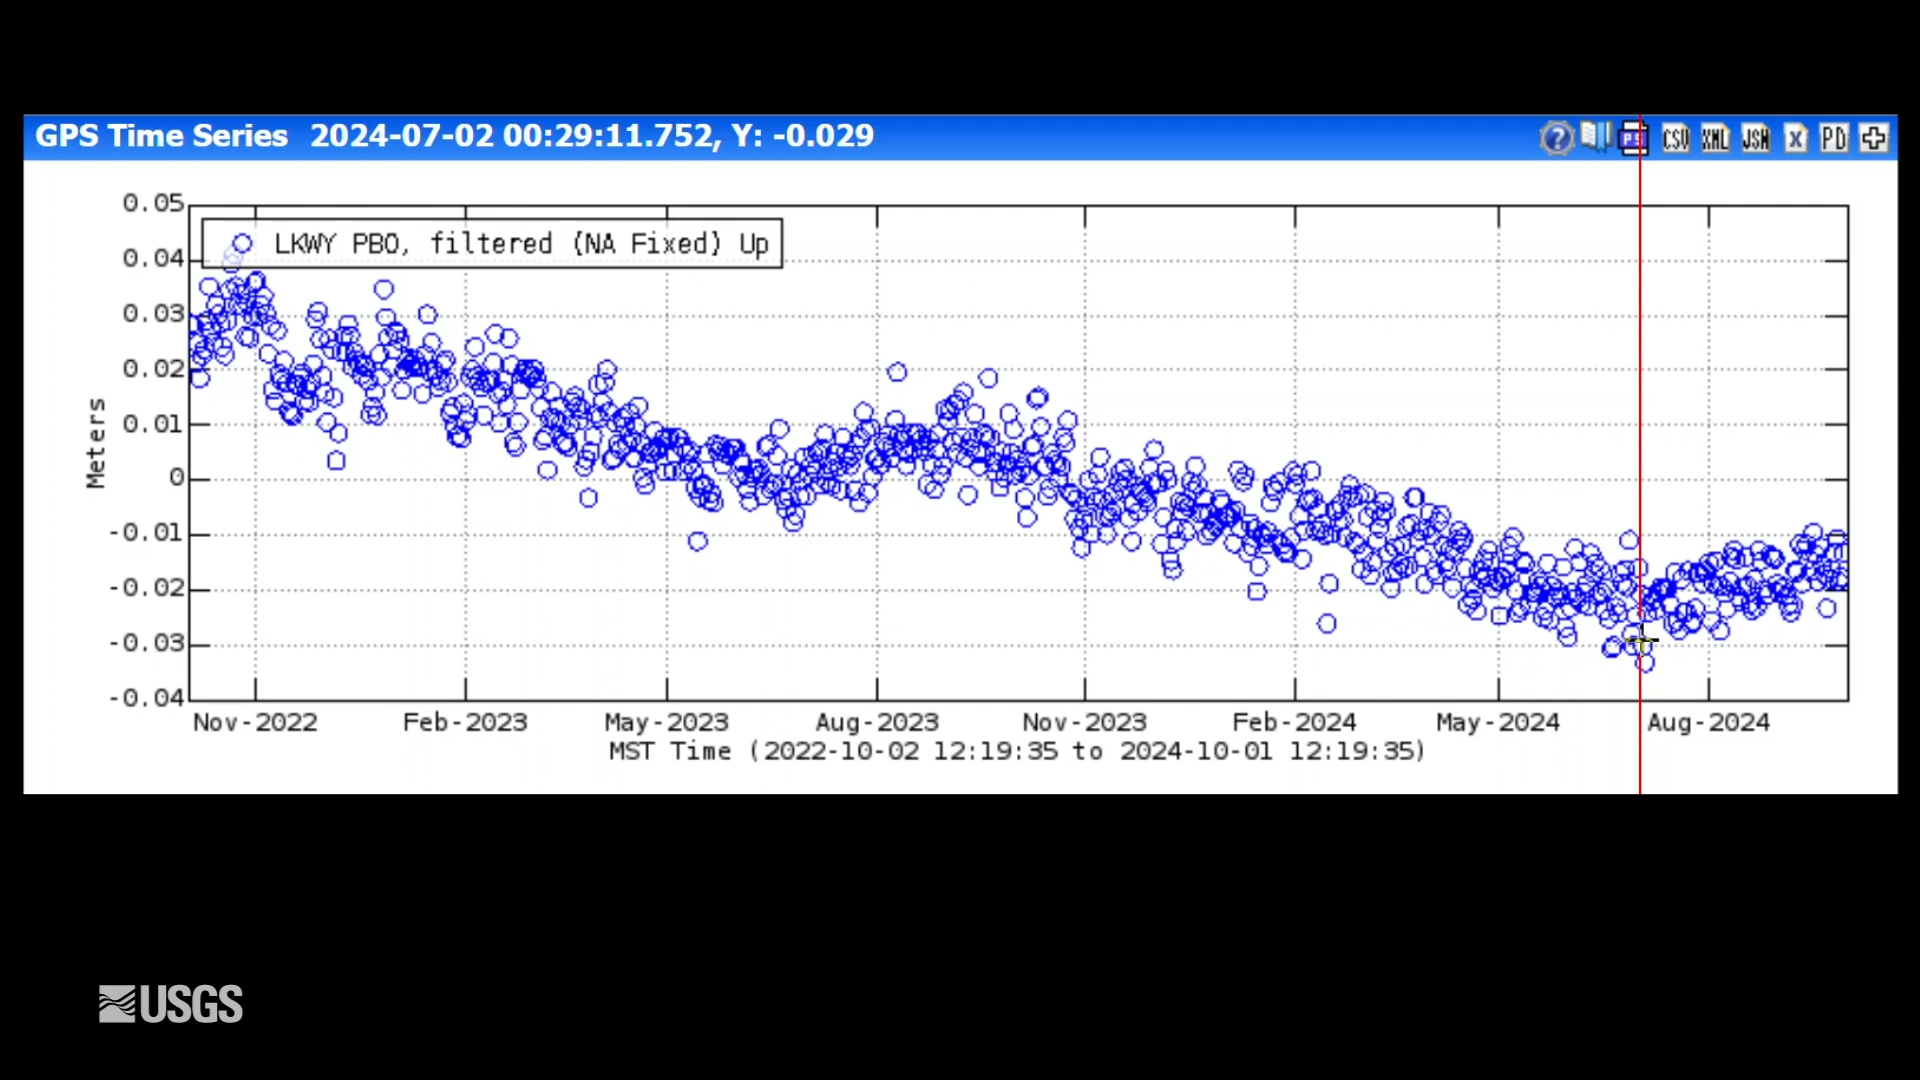 GPS Time Series 2024-07-02 00:29:11.752, Y: -0.029
? PS CSV XML JSN X PD
LKWY PBO, filtered (NA Fixed) Up
0.05
0.04
0.03
0.02
0.01
0
-0.01
-0.02
-0.03
-0.04
Meters
Nov-2022 Feb-2023 May-2023 Aug-2023 Nov-2023 Feb-2024 May-2024 Aug-2024
MST Time (2022-10-02 12:19:35 to 2024-10-01 12:19:35)
USGS